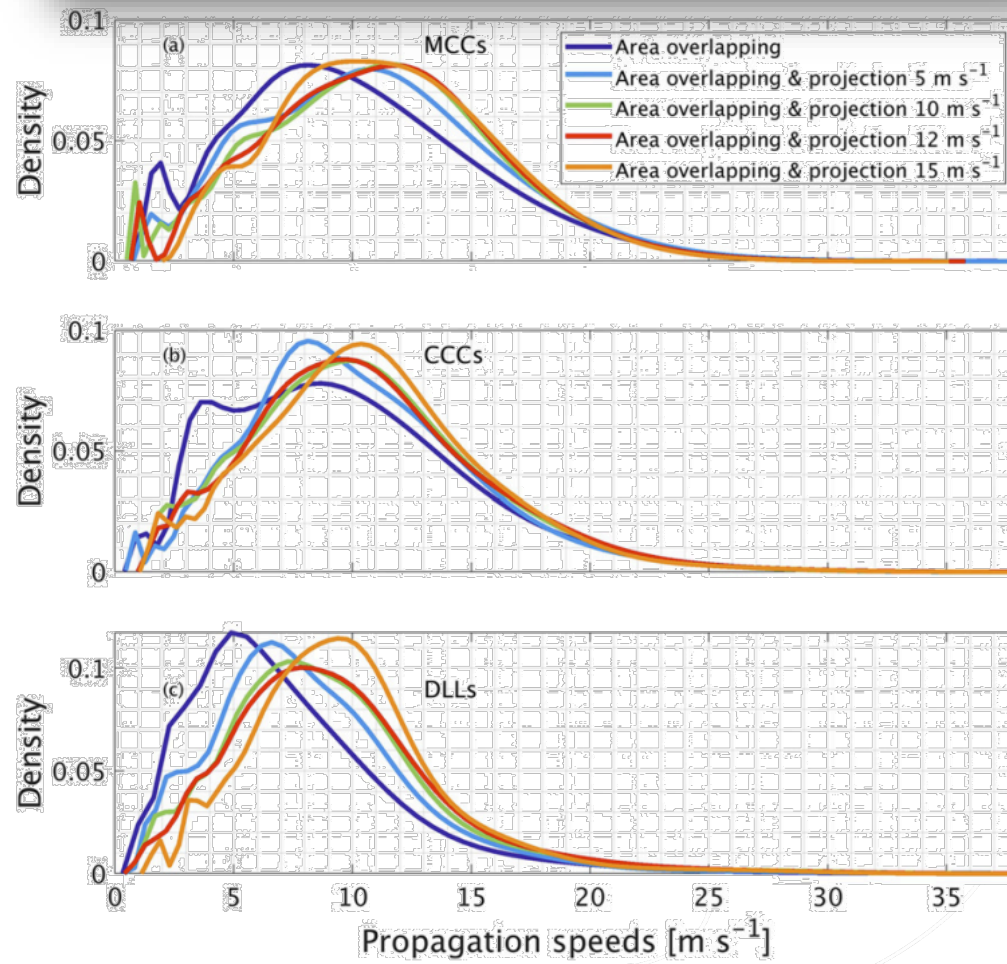 0.1
(a)
MCCs
Area overlapping
Area overlapping & projection 5 m s⁻¹
Area overlapping & projection 10 m s⁻¹
Area overlapping & projection 12 m s⁻¹
Area overlapping & projection 15 m s⁻¹
Density
0.05
0
0.1
(b)
CCCs
Density
0.05
0
0.1
(c)
DLLs
Density
0.05
0
0 5 10 15 20 25 30 35
Propagation speeds [m s⁻¹]